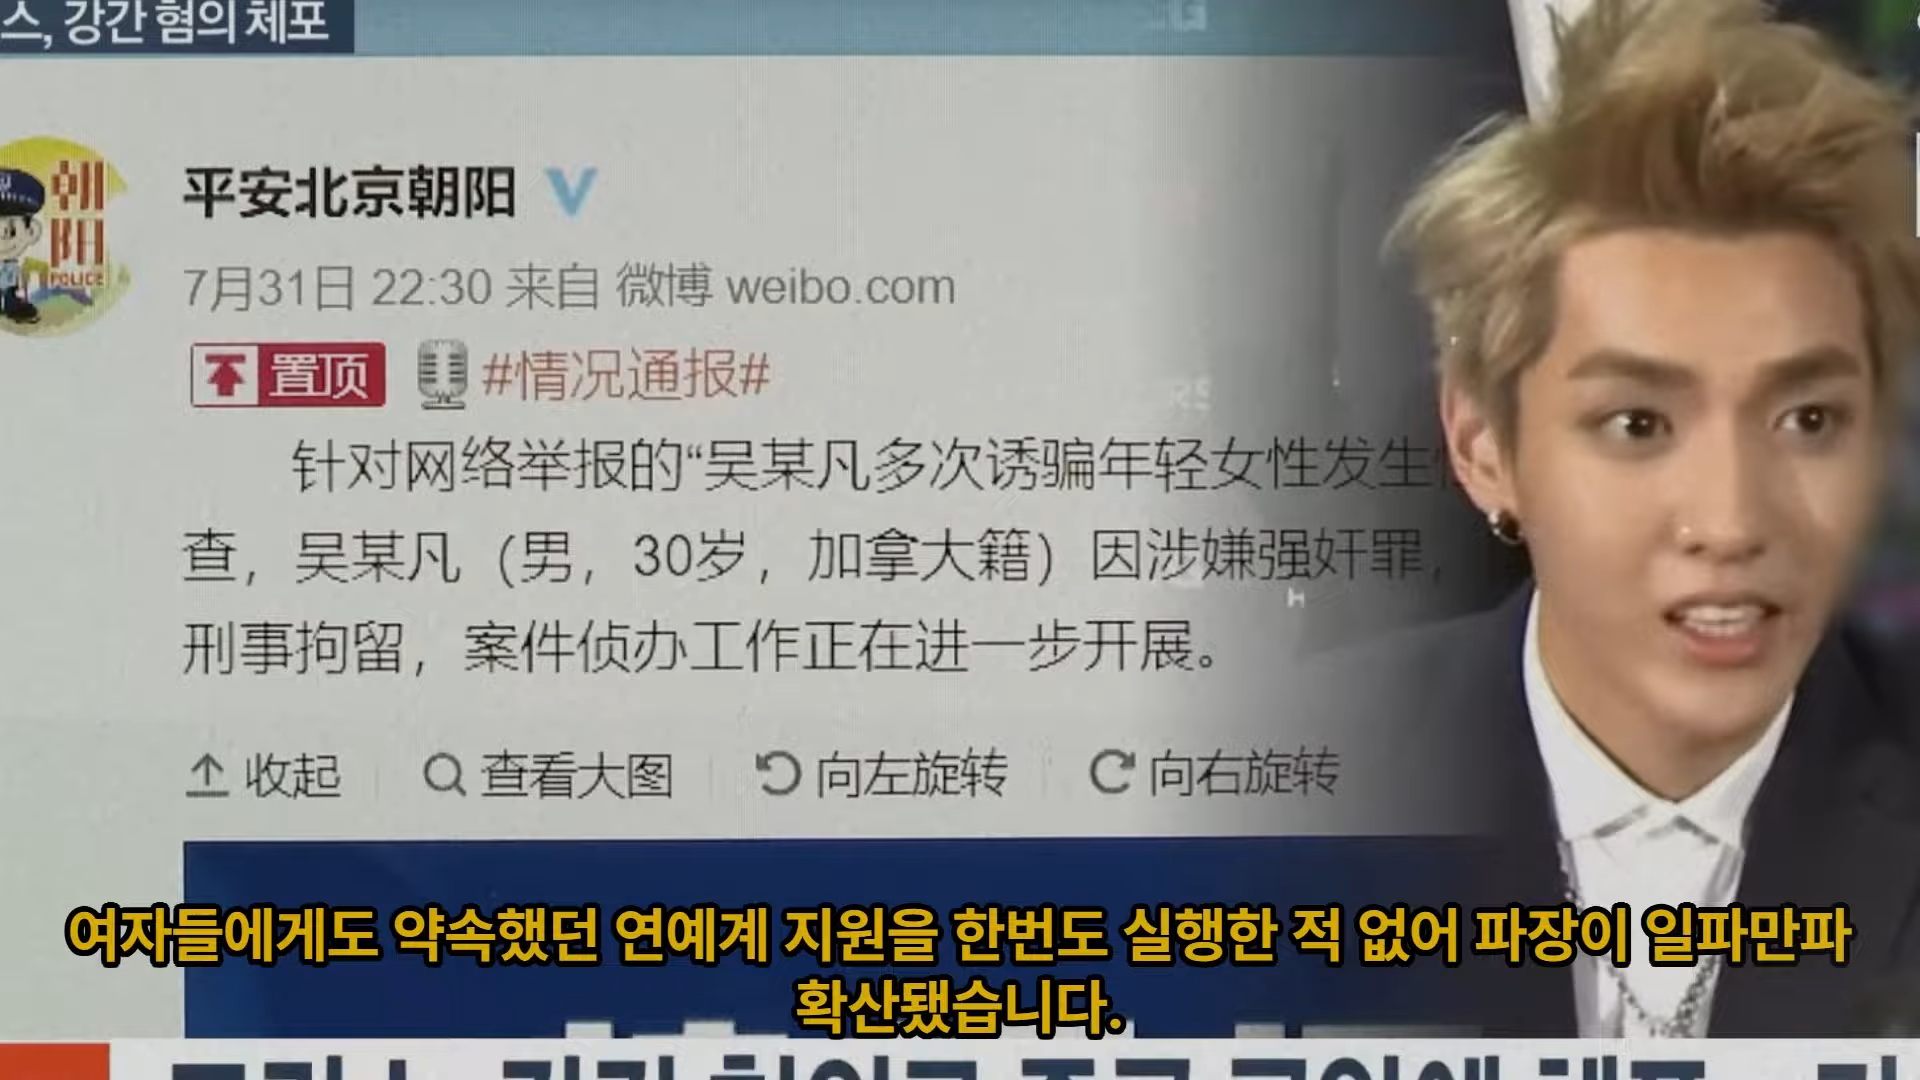 스, 강간 혐의 체포
朝
阳
POLICE
平安北京朝阳
7月31日 22:30 来自 微博 weibo.com
置顶 #情况通报#
针对网络举报的“吴某凡多次诱骗年轻女性发生
查，吴某凡（男，30岁，加拿大籍）因涉嫌强奸罪，
刑事拘留，案件侦办工作正在进一步开展。
收起 查看大图 向左旋转 向右旋转
여자들에게도 약속했던 연예계 지원을 한번도 실행한 적 없어 파장이 일파만파
확산됐습니다.